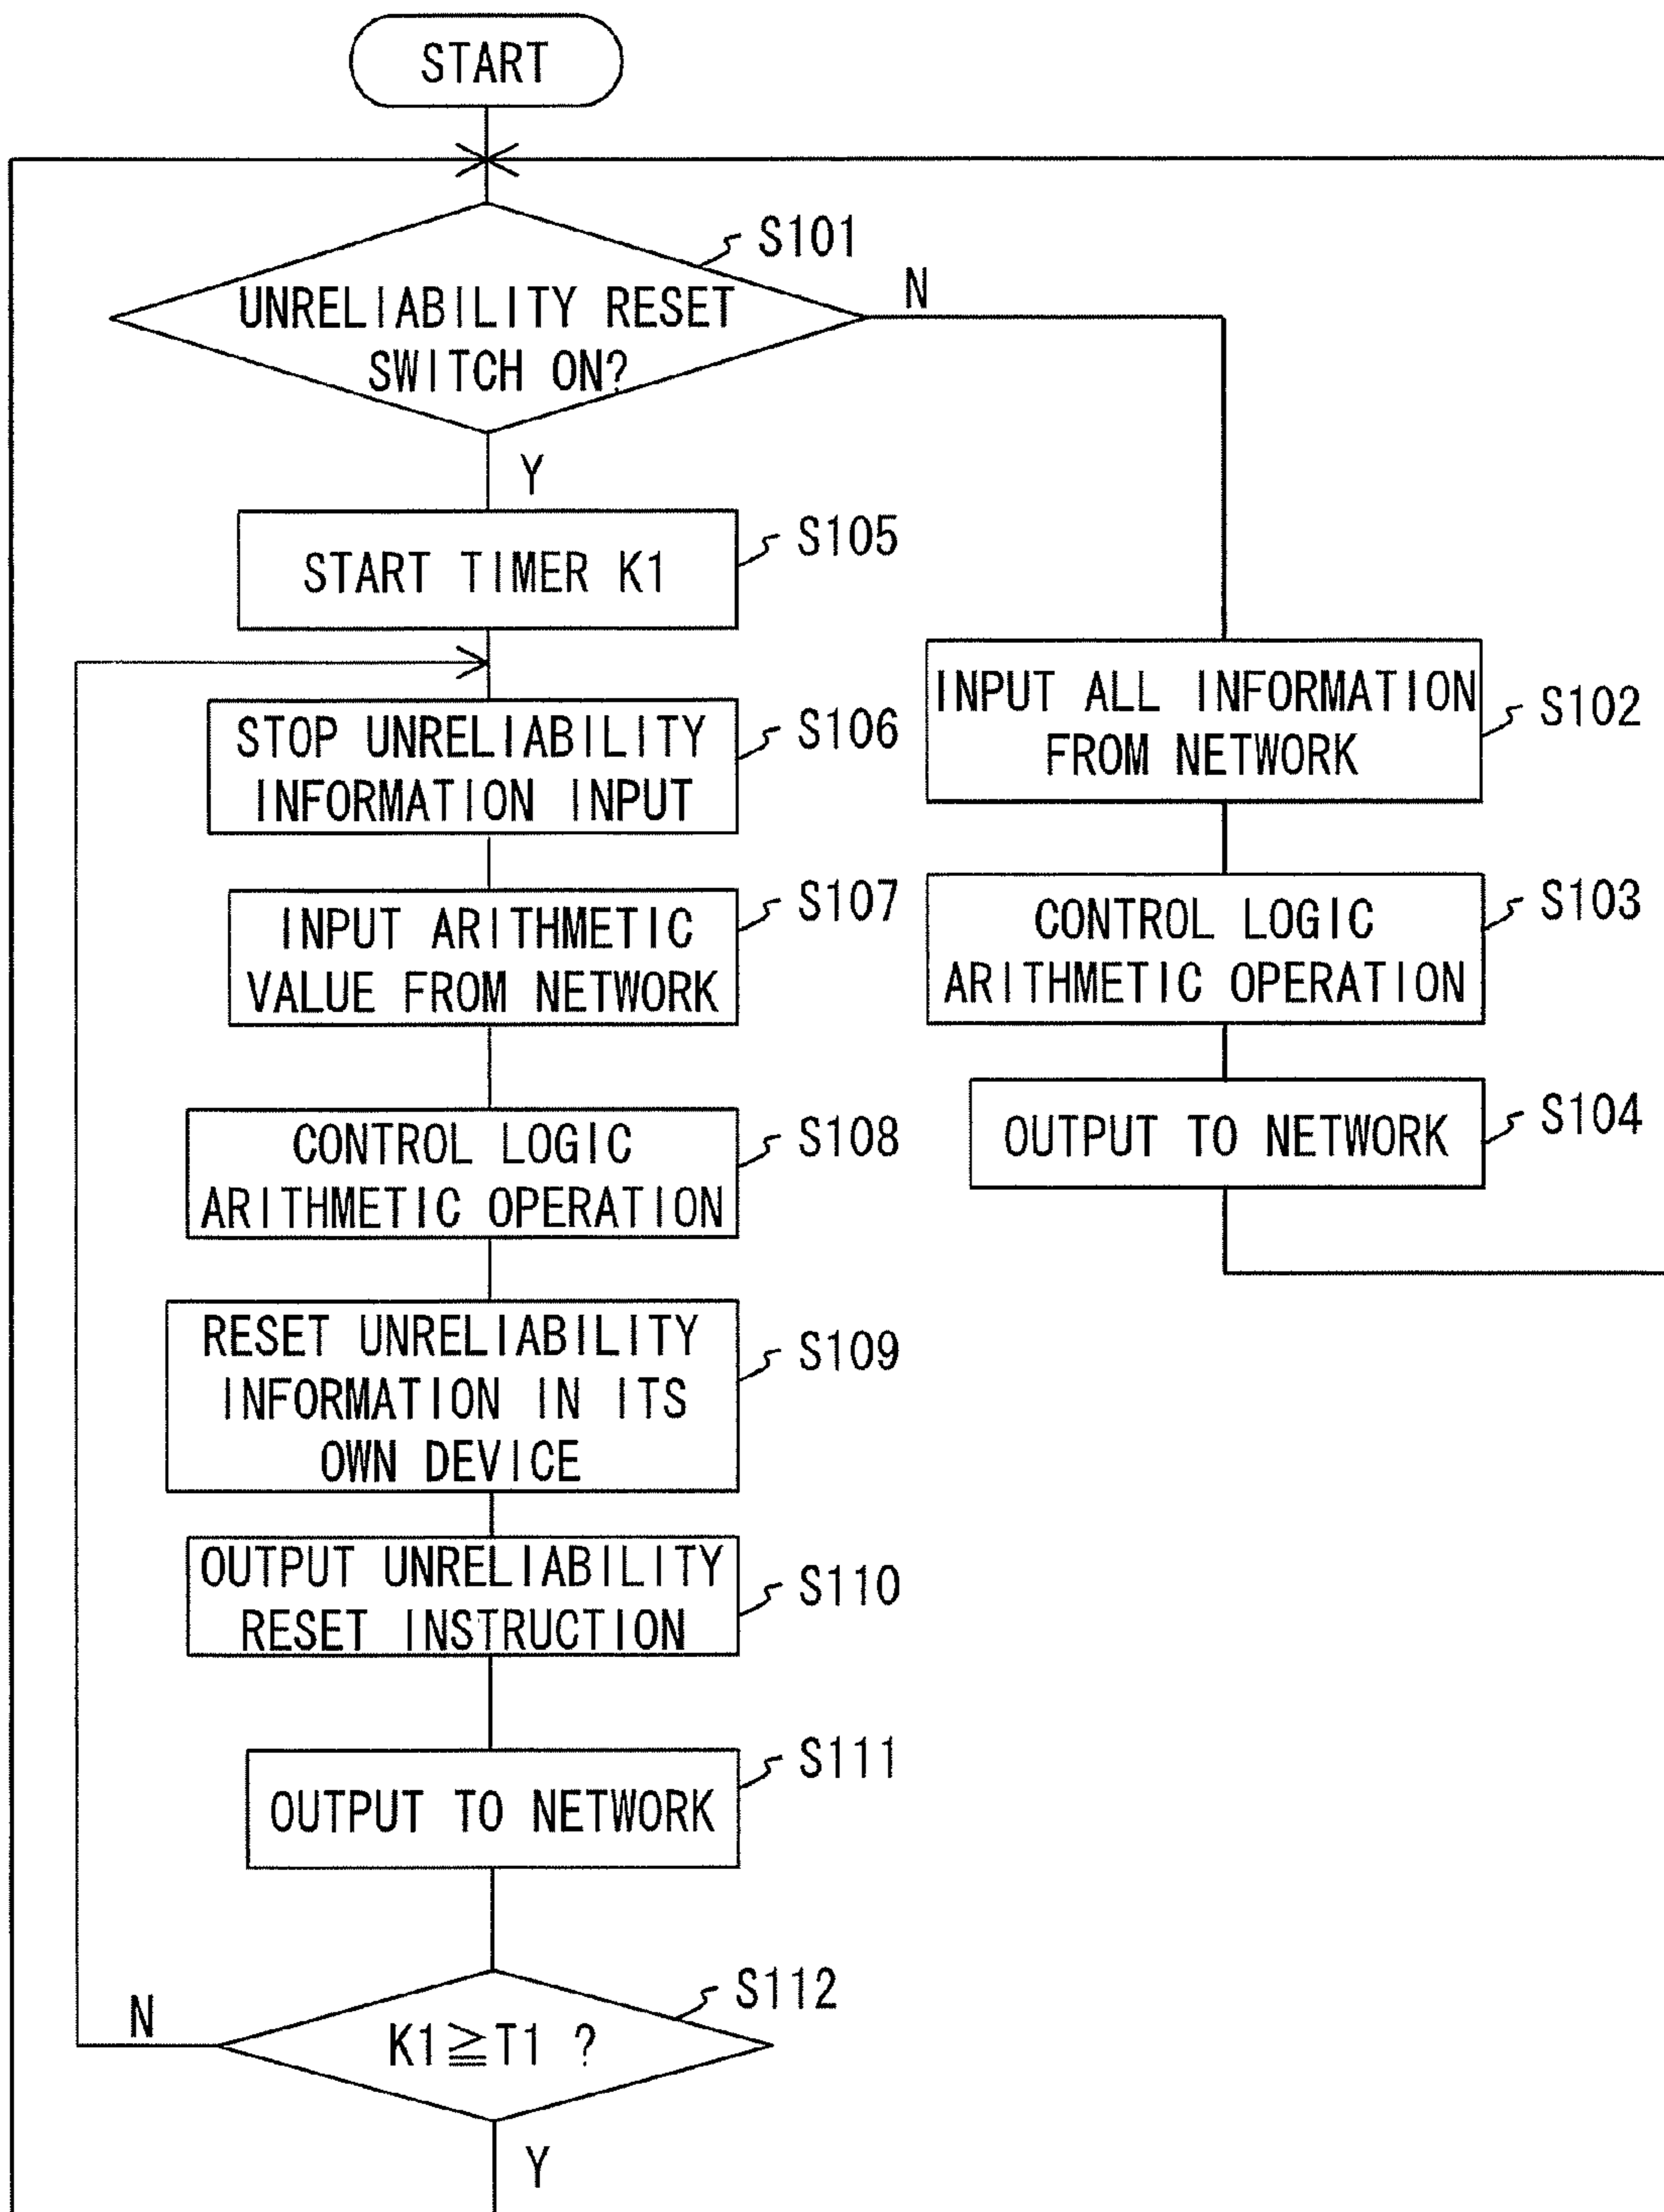 START
S101
UNRELIABILITY RESET
SWITCH ON?
N
Y
START TIMER K1
S105
STOP UNRELIABILITY
INFORMATION INPUT
S106
INPUT ARITHMETIC
VALUE FROM NETWORK
S107
CONTROL LOGIC
ARITHMETIC OPERATION
S108
RESET UNRELIABILITY
INFORMATION IN ITS
OWN DEVICE
S109
OUTPUT UNRELIABILITY
RESET INSTRUCTION
S110
OUTPUT TO NETWORK
S111
K1≧T1 ?
S112
N
Y
INPUT ALL INFORMATION
FROM NETWORK
S102
CONTROL LOGIC
ARITHMETIC OPERATION
S103
OUTPUT TO NETWORK
S104